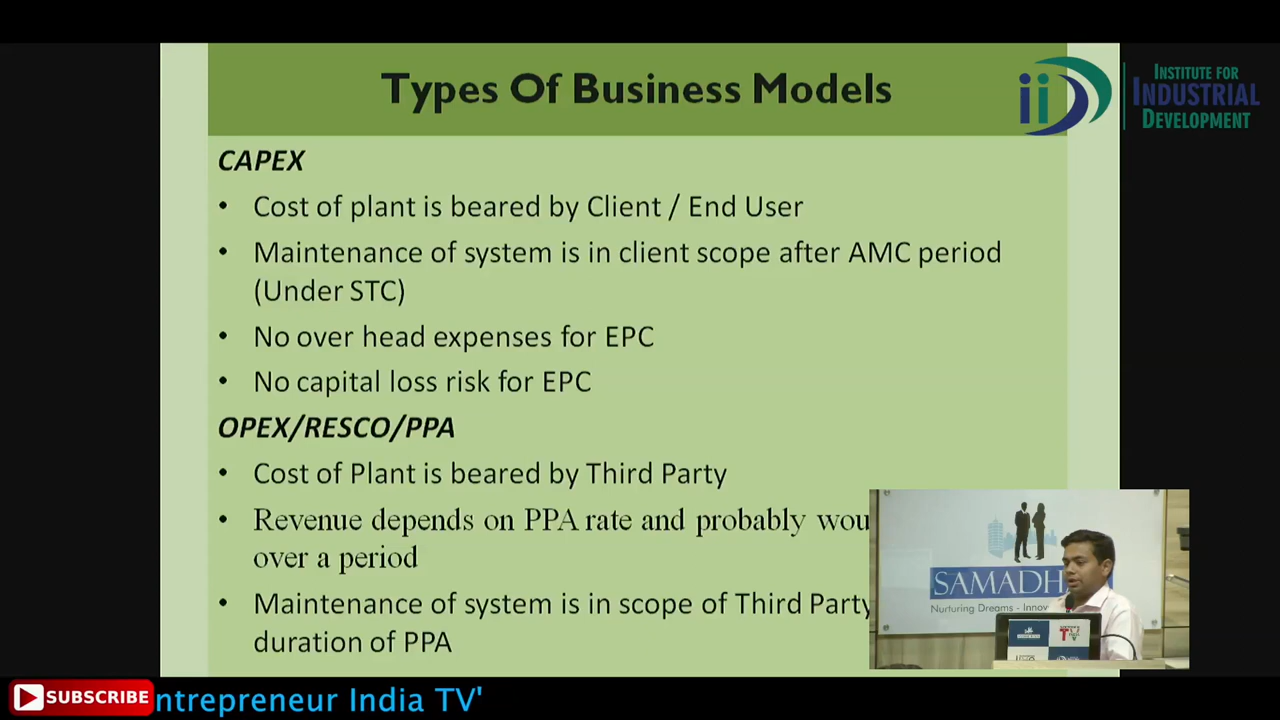 Types Of Business Models
INSTITUTE FOR
INDUSTRIAL
DEVELOPMENT
CAPEX
• Cost of plant is beared by Client / End User
• Maintenance of system is in client scope after AMC period
(Under STC)
• No over head expenses for EPC
• No capital loss risk for EPC
OPEX/RESCO/PPA
• Cost of Plant is beared by Third Party
• Revenue depends on PPA rate and probably wou
over a period
• Maintenance of system is in scope of Third Party
duration of PPA
SAMADH
Nurturing Dreams - Innov
SUBSCRIBE
ntrepreneur India TV'